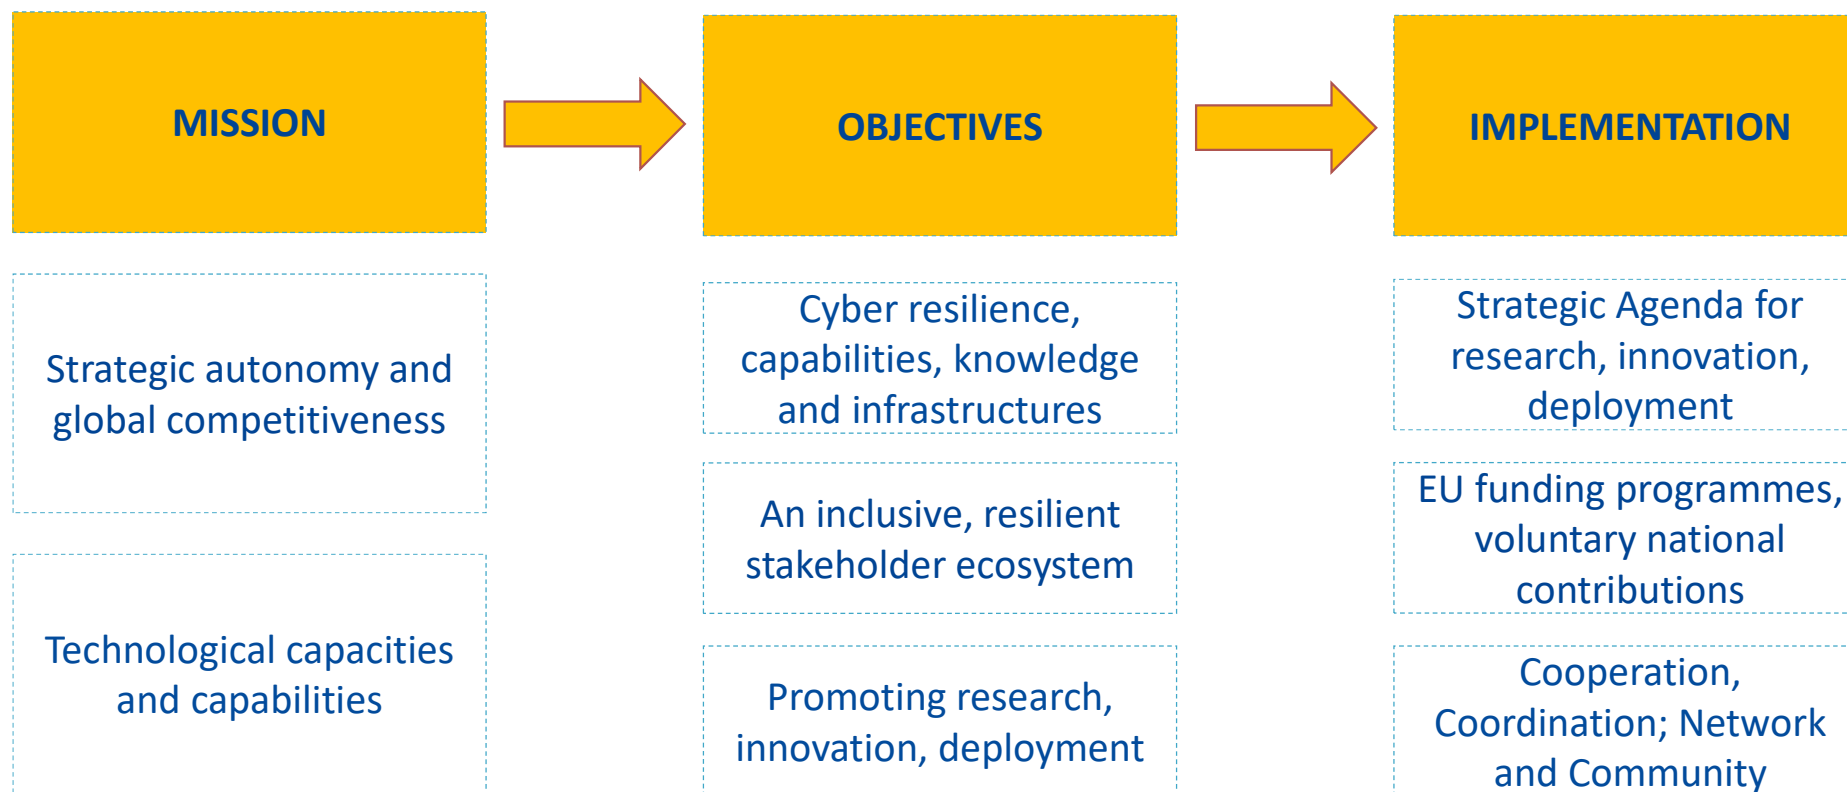 MISSION
OBJECTIVES
IMPLEMENTATION
Strategic autonomy and
global competitiveness
Technological capacities
and capabilities
Cyber resilience,
capabilities, knowledge
and infrastructures
An inclusive, resilient
stakeholder ecosystem
Promoting research,
innovation, deployment
Strategic Agenda for
research, innovation,
deployment
EU funding programmes,
voluntary national
contributions
Cooperation,
Coordination; Network
and Community